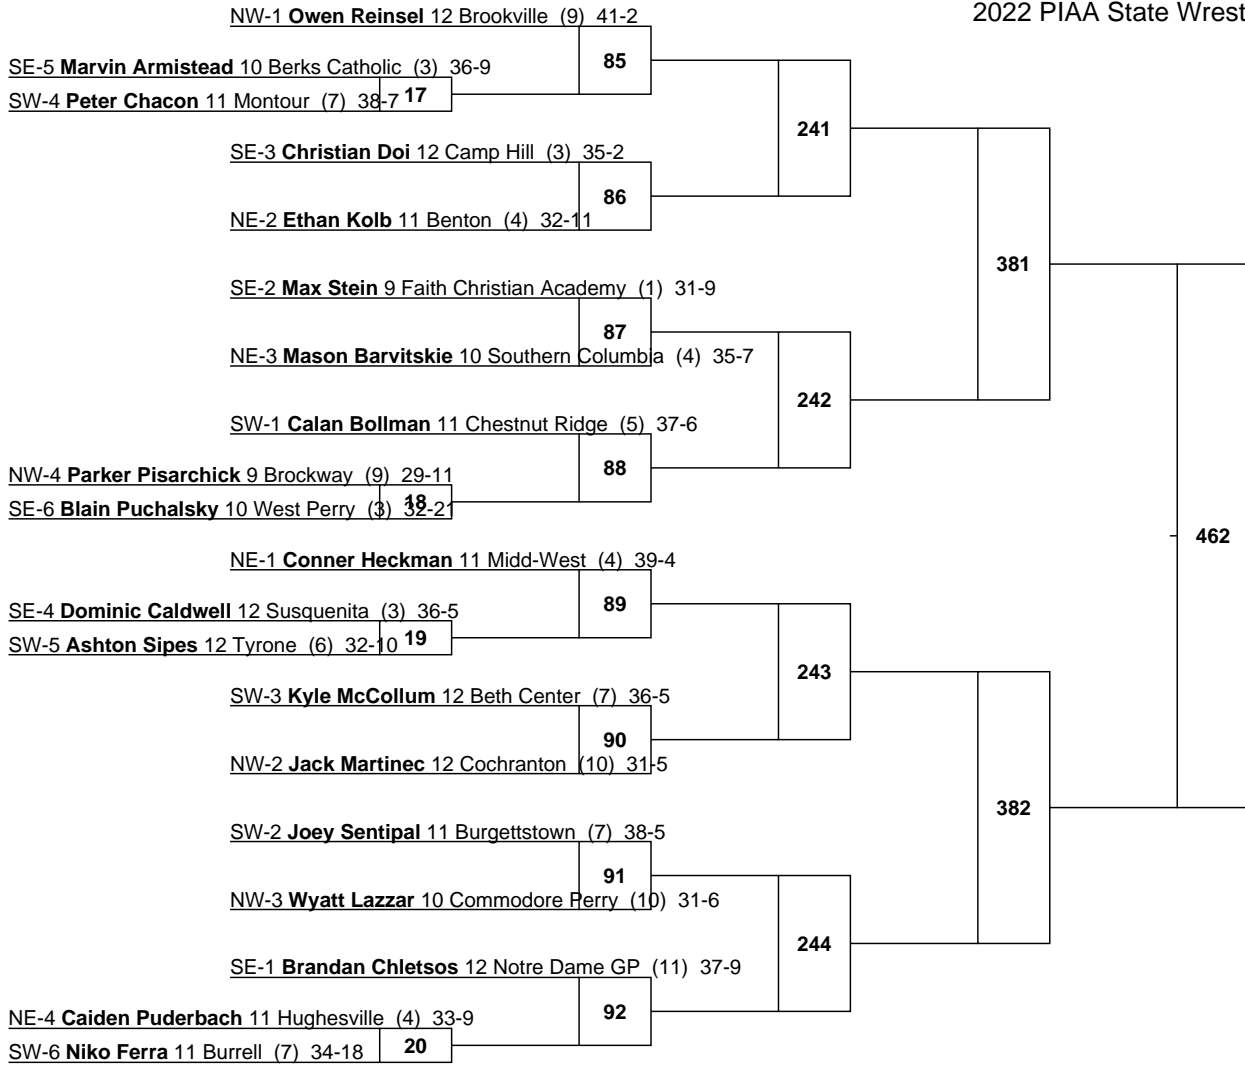 2022 PIAA State Wrest
NW-1 Owen Reinsel 12 Brookville (9) 41-2
85
SE-5 Marvin Armistead 10 Berks Catholic (3) 36-9
17
SW-4 Peter Chacon 11 Montour (7) 38-7
241
SE-3 Christian Doi 12 Camp Hill (3) 35-2
86
NE-2 Ethan Kolb 11 Benton (4) 32-11
381
SE-2 Max Stein 9 Faith Christian Academy (1) 31-9
87
NE-3 Mason Barvitskie 10 Southern Columbia (4) 35-7
242
SW-1 Calan Bollman 11 Chestnut Ridge (5) 37-6
88
NW-4 Parker Pisarchick 9 Brockway (9) 29-11
18
SE-6 Blain Puchalsky 10 West Perry (3) 32-21
462
NE-1 Conner Heckman 11 Midd-West (4) 39-4
89
SE-4 Dominic Caldwell 12 Susquenita (3) 36-5
19
SW-5 Ashton Sipes 12 Tyrone (6) 32-10
243
SW-3 Kyle McCollum 12 Beth Center (7) 36-5
90
NW-2 Jack Martinec 12 Cochranton (10) 31-5
382
SW-2 Joey Sentipal 11 Burgettstown (7) 38-5
91
NW-3 Wyatt Lazzar 10 Commodore Perry (10) 31-6
244
SE-1 Brandan Chletsos 12 Notre Dame GP (11) 37-9
92
NE-4 Caiden Puderbach 11 Hughesville (4) 33-9
20
SW-6 Niko Ferra 11 Burrell (7) 34-18